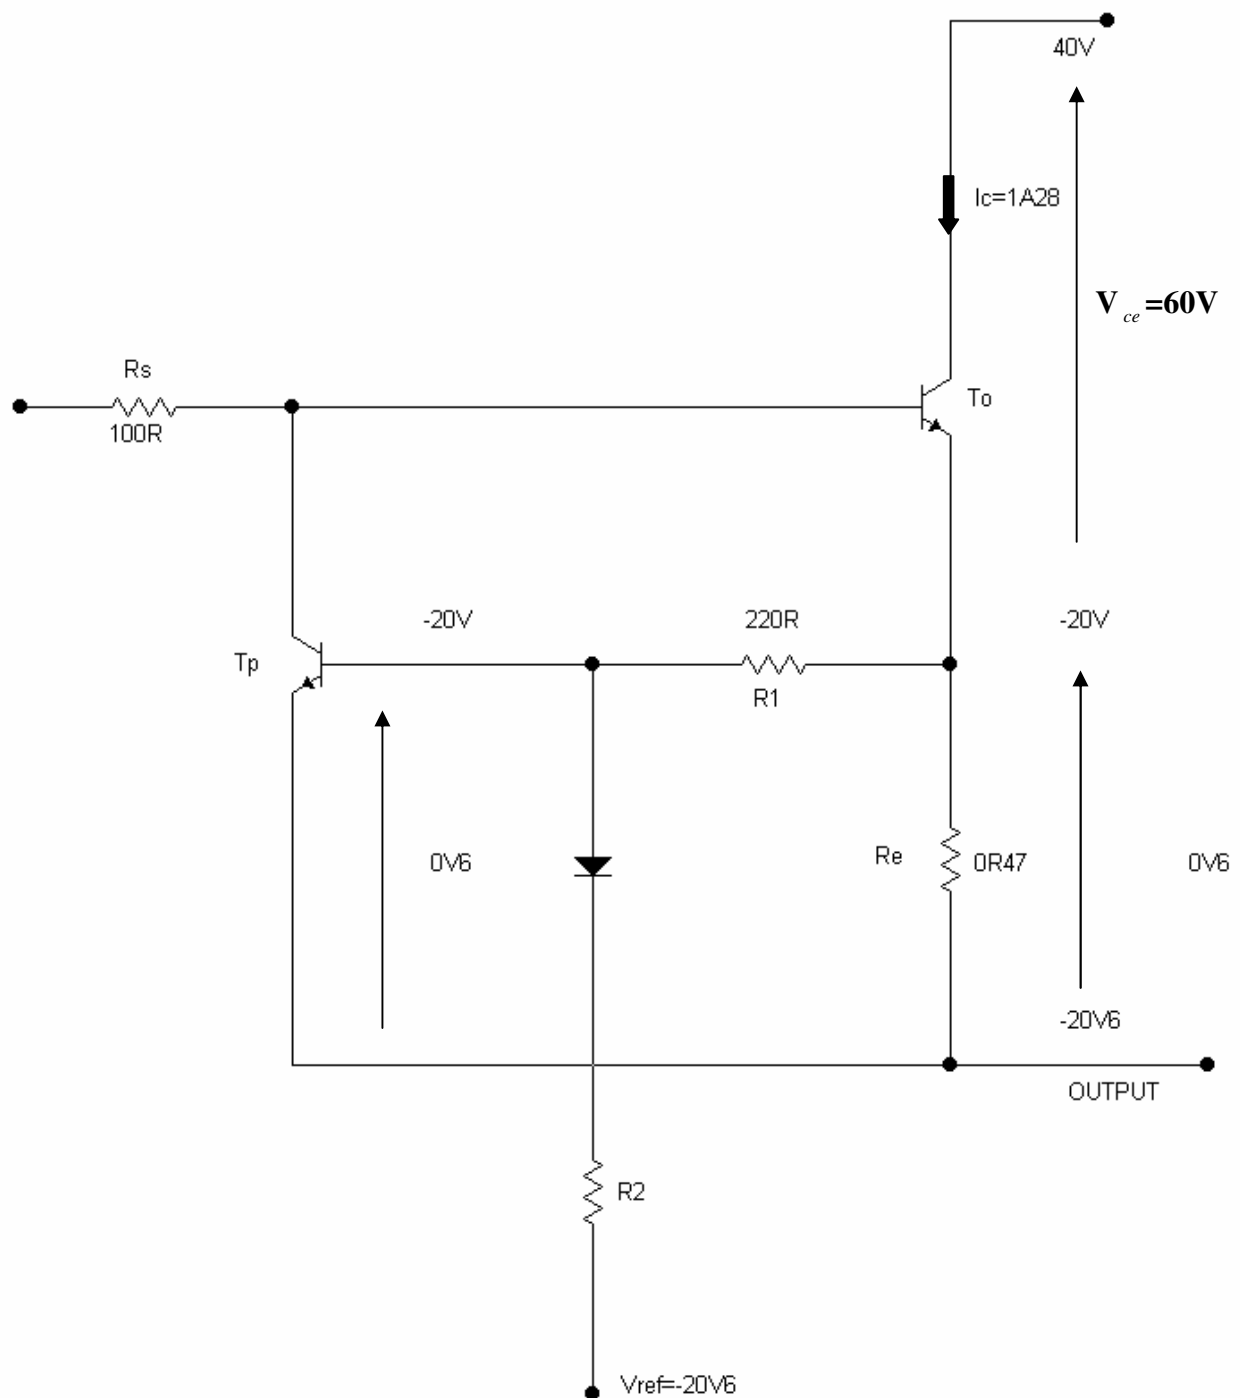 40V
Ic=1A28
V ce =60V
Rs
100R
To
-20V
220R
-20V
Tp
R1
0V6
Re
0R47
0V6
-20V6
OUTPUT
R2
Vref=-20V6